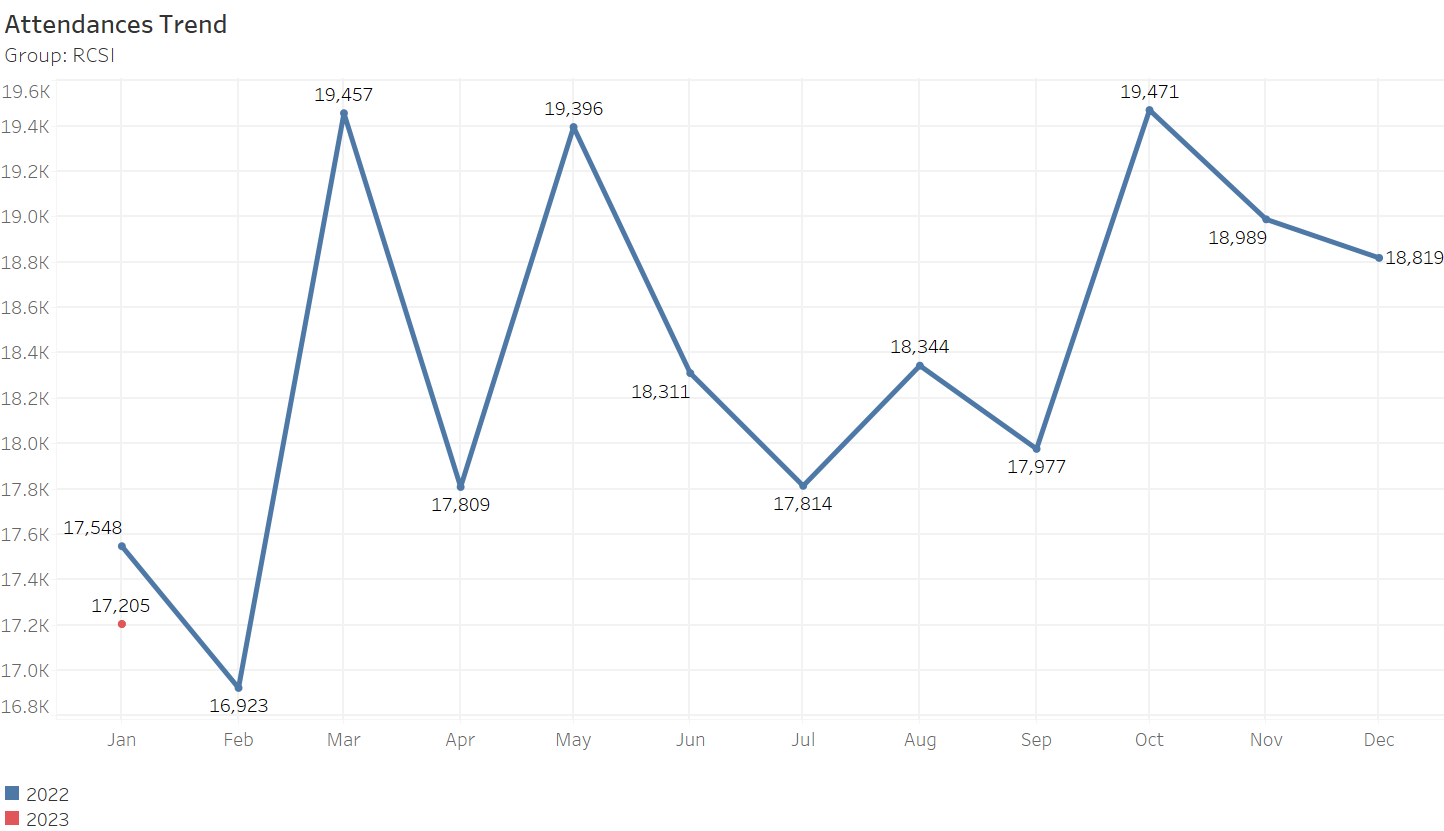 Attendances Trend
Group: RCSI
19.6K
19.4K
19.2K
19.0K
18.8K
18.6K
18.4K
18.2K
18.0K
17.8K
17.6K
17.4K
17.2K
17.0K
16.8K
17,548
17,205
16,923
19,457
17,809
19,396
18,311
17,814
18,344
17,977
19,471
18,989
18,819
Jan Feb Mar Apr May Jun Jul Aug Sep Oct Nov Dec
2022
2023